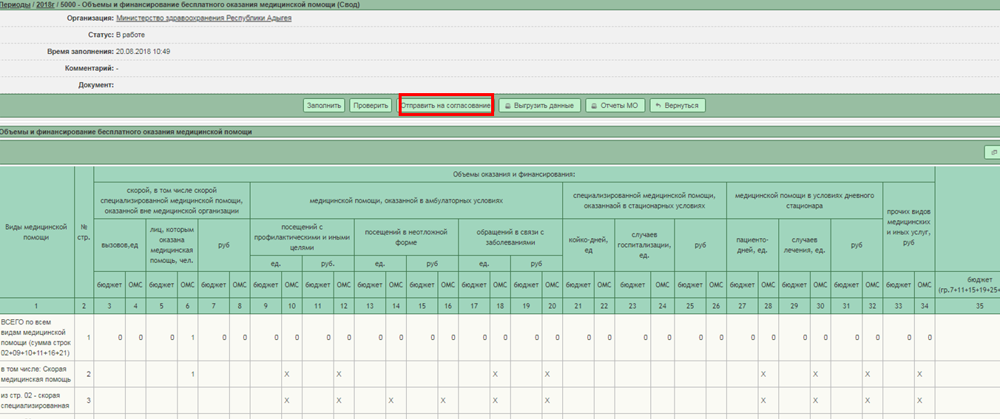 Периоды / 2018г / 5000 - Объемы и финансирование бесплатного оказания медицинской помощи (Свод)
Организация: Министерство здравоохранения Республики Адыгея
Статус: В работе
Время заполнения: 20.08.2018 10:49
Комментарий: -
Документ:
Заполнить Проверить Отправить на согласование Выгрузить данные Отчеты МО Вернуться
Объемы и финансирование бесплатного оказания медицинской помощи
Виды медицинской
помощи
№
стр.
Объемы оказания и финансирования:
скорой, в том числе скорой
специализированной медицинской помощи,
оказанной вне медицинской организации
медицинской помощи, оказанной в амбулаторных условиях
специализированной медицинской помощи,
оказанной в стационарных условиях
медицинской помощи в условиях дневного
стационара
прочих видов
медицинских
и иных услуг,
руб
вызовов,ед
лиц, которым
оказана
медицинская
помощь, чел.
руб
посещений с
профилактическими и иными
целями
посещений в неотложной
форме
обращений в связи с
заболеваниями
койко-дней,
ед
случаев
госпитализации,
ед.
руб
пациенто-
дней, ед.
случаев
лечения, ед.
руб
ед. руб. ед. руб ед. руб
бюджет ОМС бюджет ОМС бюджет ОМС бюджет ОМС бюджет ОМС бюджет ОМС бюджет ОМС бюджет ОМС бюджет ОМС бюджет ОМС бюджет ОМС бюджет ОМС бюджет ОМС бюджет ОМС бюджет ОМС бюджет ОМС
бюджет
(гр.7+11+15+19+25+
1 2 3 4 5 6 7 8 9 10 11 12 13 14 15 16 17 18 19 20 21 22 23 24 25 26 27 28 29 30 31 32 33 34 35
ВСЕГО по всем
видам медицинской
помощи (сумма строк
02+09+10+11+16+21)
1 0 0 0 1 0 0 0 0 0 0 0 0 0 0 0 0 0 0 0 0 0 0 0 0 0 0 0 0 0 0 0 0
в том числе: Скорая
медицинская помощь
2 1 X X X X X X X X
из стр. 02 - скорая
специализированная
3 X X X X X X X X X X